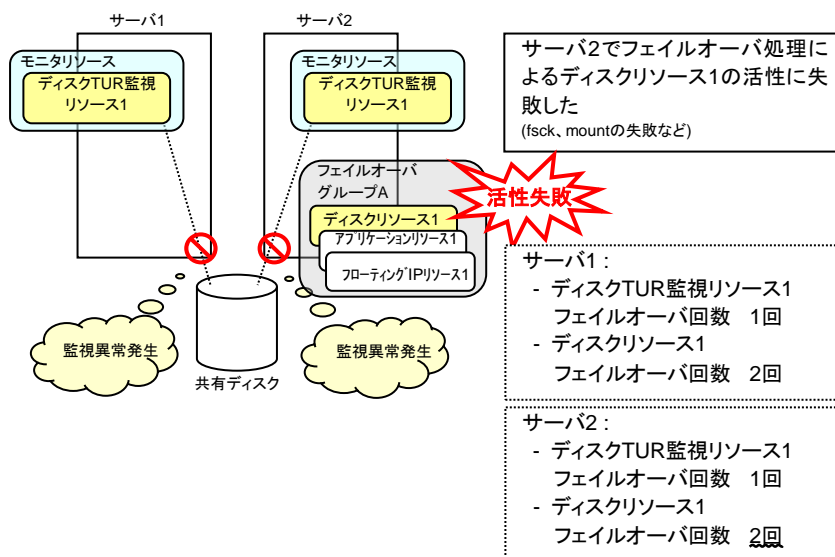 サーバ1
サーバ2
モニタリソース
ディスクTUR監視
リソース1
モニタリソース
ディスクTUR監視
リソース1
フェイルオーバ
グループA
活性失敗
ディスクリソース1
アプリケーションリソース1
フローティングIPリソース1
監視異常発生
監視異常発生
共有ディスク
サーバ2でフェイルオーバ処理に
よるディスクリソース1の活性に失
敗した
(fsck、mountの失敗など)
サーバ1 :
- ディスクTUR監視リソース1
フェイルオーバ回数 1回
- ディスクリソース1
フェイルオーバ回数 2回
サーバ2 :
- ディスクTUR監視リソース1
フェイルオーバ回数 1回
- ディスクリソース1
フェイルオーバ回数 2回